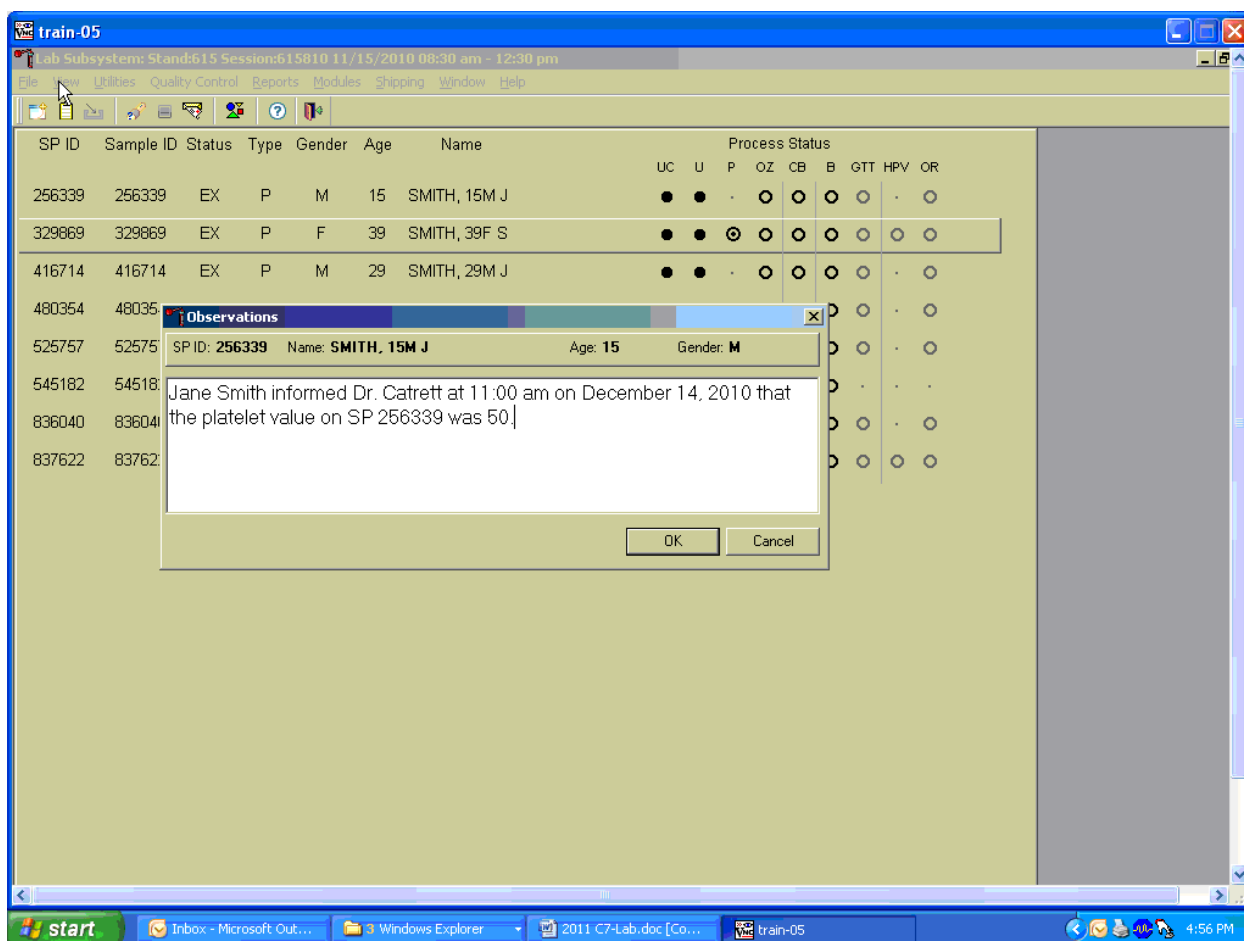 train-05
Lab Subsystem: Stand:615 Session:615810 11/15/2010 08:30 am - 12:30 pm
File View Utilities Quality Control Reports Modules Shipping Window Help
SP ID Sample ID Status Type Gender Age Name Process Status
UC U P OZ CB B GTT HPV OR
256339 256339 EX P M 15 SMITH, 15M J
329869 329869 EX P F 39 SMITH, 39F S
416714 416714 EX P M 29 SMITH, 29M J
480354 48035
525757 52575
545182 54518
836040 83604
837622 83762
Observations
SP ID: 256339 Name: SMITH, 15M J Age: 15 Gender: M
Jane Smith informed Dr. Catrett at 11:00 am on December 14, 2010 that
the platelet value on SP 256339 was 50.
OK Cancel
start Inbox - Microsoft Out... 3 Windows Explorer 2011 C7-Lab.doc [Co... train-05 4:56 PM